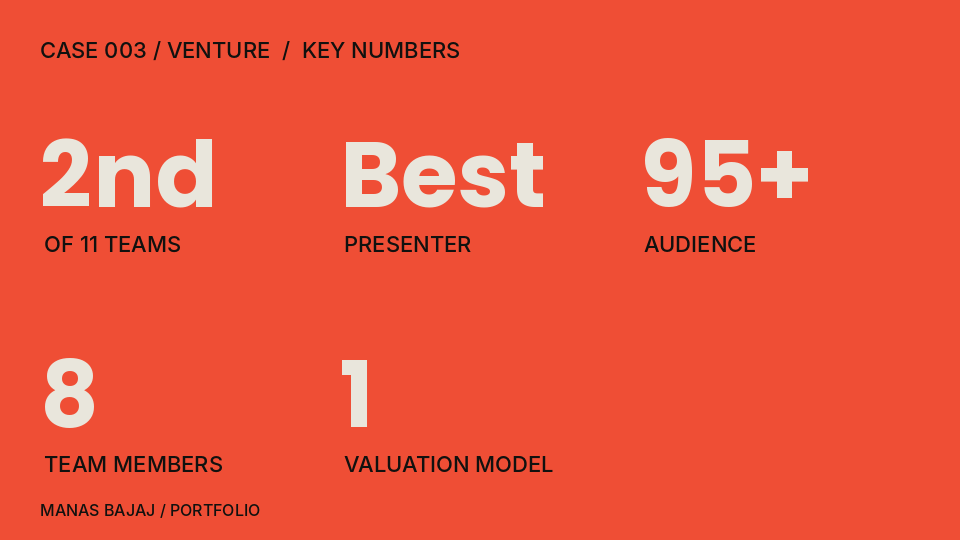 CASE 003 / VENTURE / KEY NUMBERS
2nd
OF 11 TEAMS
Best
PRESENTER
95+
AUDIENCE
8
TEAM MEMBERS
1
VALUATION MODEL
MANAS BAJAJ / PORTFOLIO